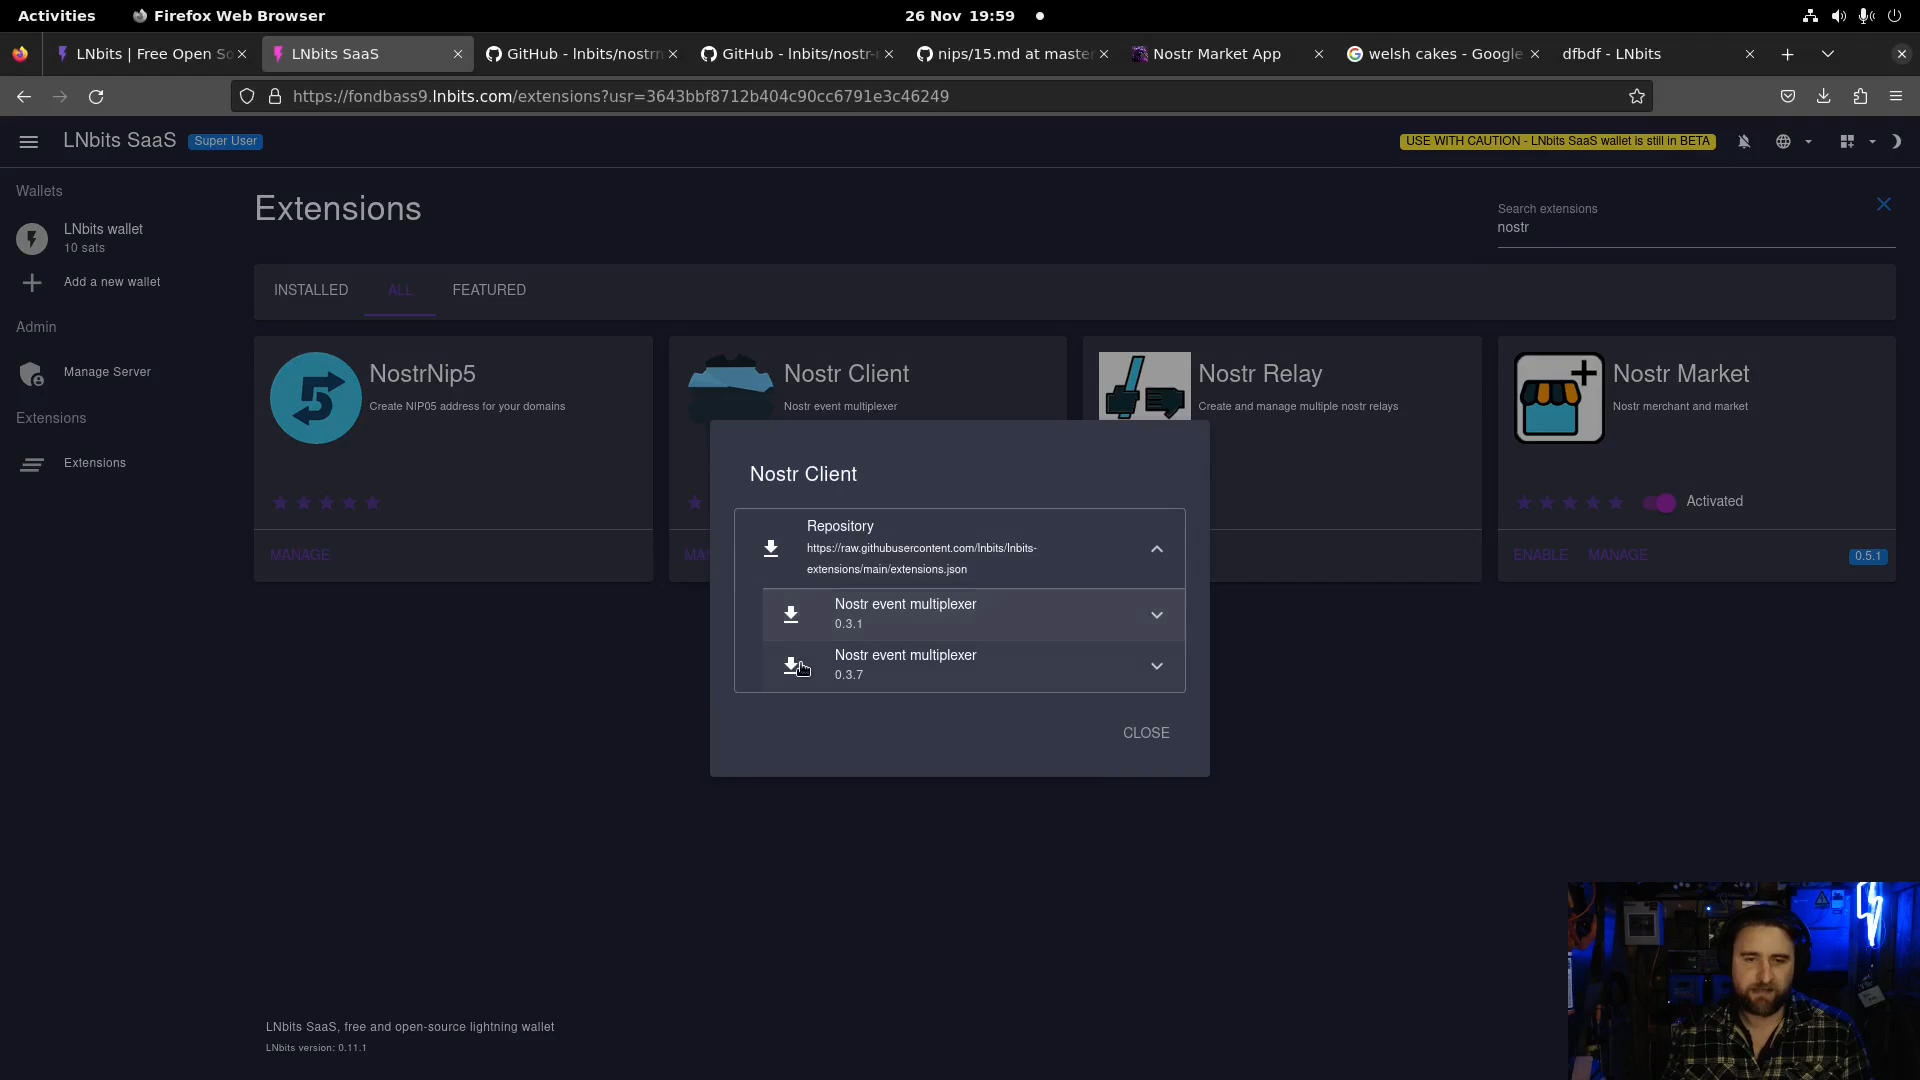 Activities
Firefox Web Browser
26 Nov 19:59
LNbits | Free Open So
LNbits SaaS
GitHub - lnbits/nostrn
GitHub - lnbits/nostr-
nips/15.md at master
Nostr Market App
welsh cakes - Google
dfbdf - LNbits
https://fondbass9.lnbits.com/extensions?usr=3643bbf8712b404c90cc6791e3c46249
LNbits SaaS
Super User
USE WITH CAUTION - LNbits SaaS wallet is still in BETA
Wallets
LNbits wallet
10 sats
Add a new wallet
Admin
Manage Server
Extensions
Extensions
Extensions
Search extensions
nostr
INSTALLED
ALL
FEATURED
NostrNip5
Create NIP05 address for your domains
MANAGE
Nostr Client
Nostr event multiplexer
MA
Nostr Relay
Create and manage multiple nostr relays
Nostr Market
Nostr merchant and market
Activated
ENABLE
MANAGE
0.5.1
Nostr Client
Repository
https://raw.githubusercontent.com/lnbits/lnbits-
extensions/main/extensions.json
Nostr event multiplexer
0.3.1
Nostr event multiplexer
0.3.7
CLOSE
LNbits SaaS, free and open-source lightning wallet
LNbits version: 0.11.1